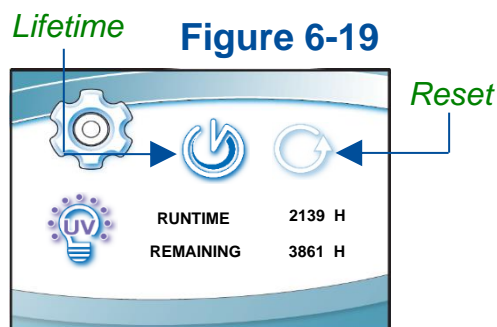 Lifetime
Figure 6-19
Reset
UV
RUNTIME 2139 H
REMAINING 3861 H